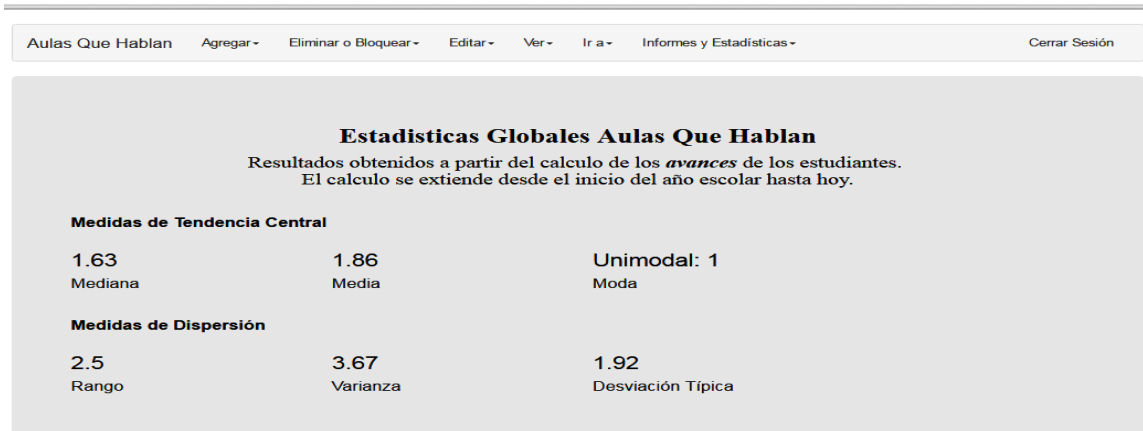 Aulas Que Hablan Agregar Eliminar o Bloquear Editar Ver Ir a Informes y Estadísticas Cerrar Sesión
Estadisticas Globales Aulas Que Hablan
Resultados obtenidos a partir del calculo de los avances de los estudiantes.
El calculo se extiende desde el inicio del año escolar hasta hoy.
Medidas de Tendencia Central
1.63 1.86 Unimodal: 1
Mediana Media Moda
Medidas de Dispersión
2.5 3.67 1.92
Rango Varianza Desviación Típica